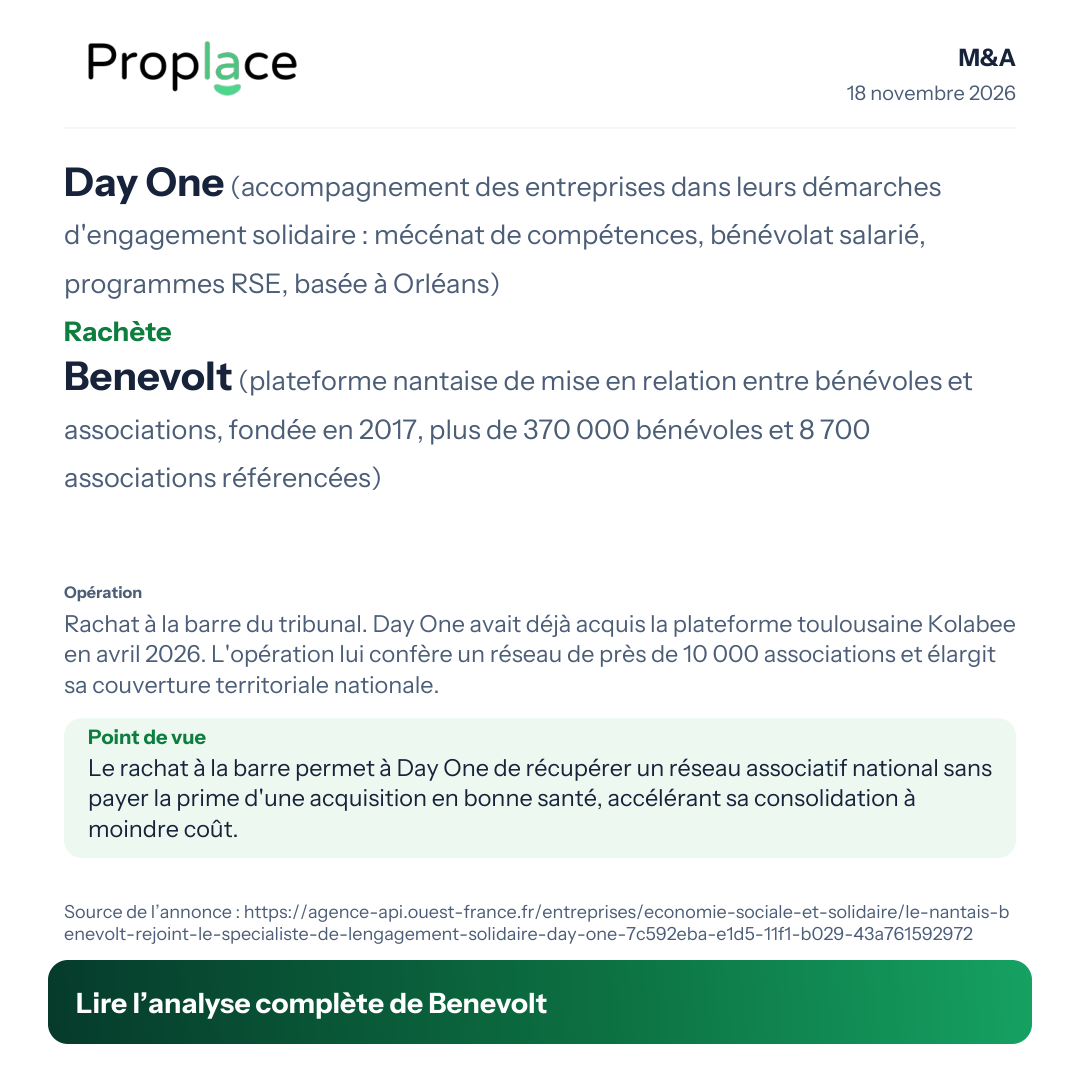 Proplace
M&A
18 novembre 2026
Day One (accompagnement des entreprises dans leurs démarches
d'engagement solidaire : mécénat de compétences, bénévolat salarié,
programmes RSE, basée à Orléans)
Rachète
Benevolt (plateforme nantaise de mise en relation entre bénévoles et
associations, fondée en 2017, plus de 370 000 bénévoles et 8 700
associations référencées)
Opération
Rachat à la barre du tribunal. Day One avait déjà acquis la plateforme toulousaine Kolabee
en avril 2026. L'opération lui confère un réseau de près de 10 000 associations et élargit
sa couverture territoriale nationale.
Point de vue
Le rachat à la barre permet à Day One de récupérer un réseau associatif national sans
payer la prime d'une acquisition en bonne santé, accélérant sa consolidation à
moindre coût.
Source de l’annonce : https://agence-api.ouest-france.fr/entreprises/economie-sociale-et-solidaire/le-nantais-b
enevolt-rejoint-le-specialiste-de-lengagement-solidaire-day-one-7c592eba-e1d5-11f1-b029-43a761592972
Lire l’analyse complète de Benevolt